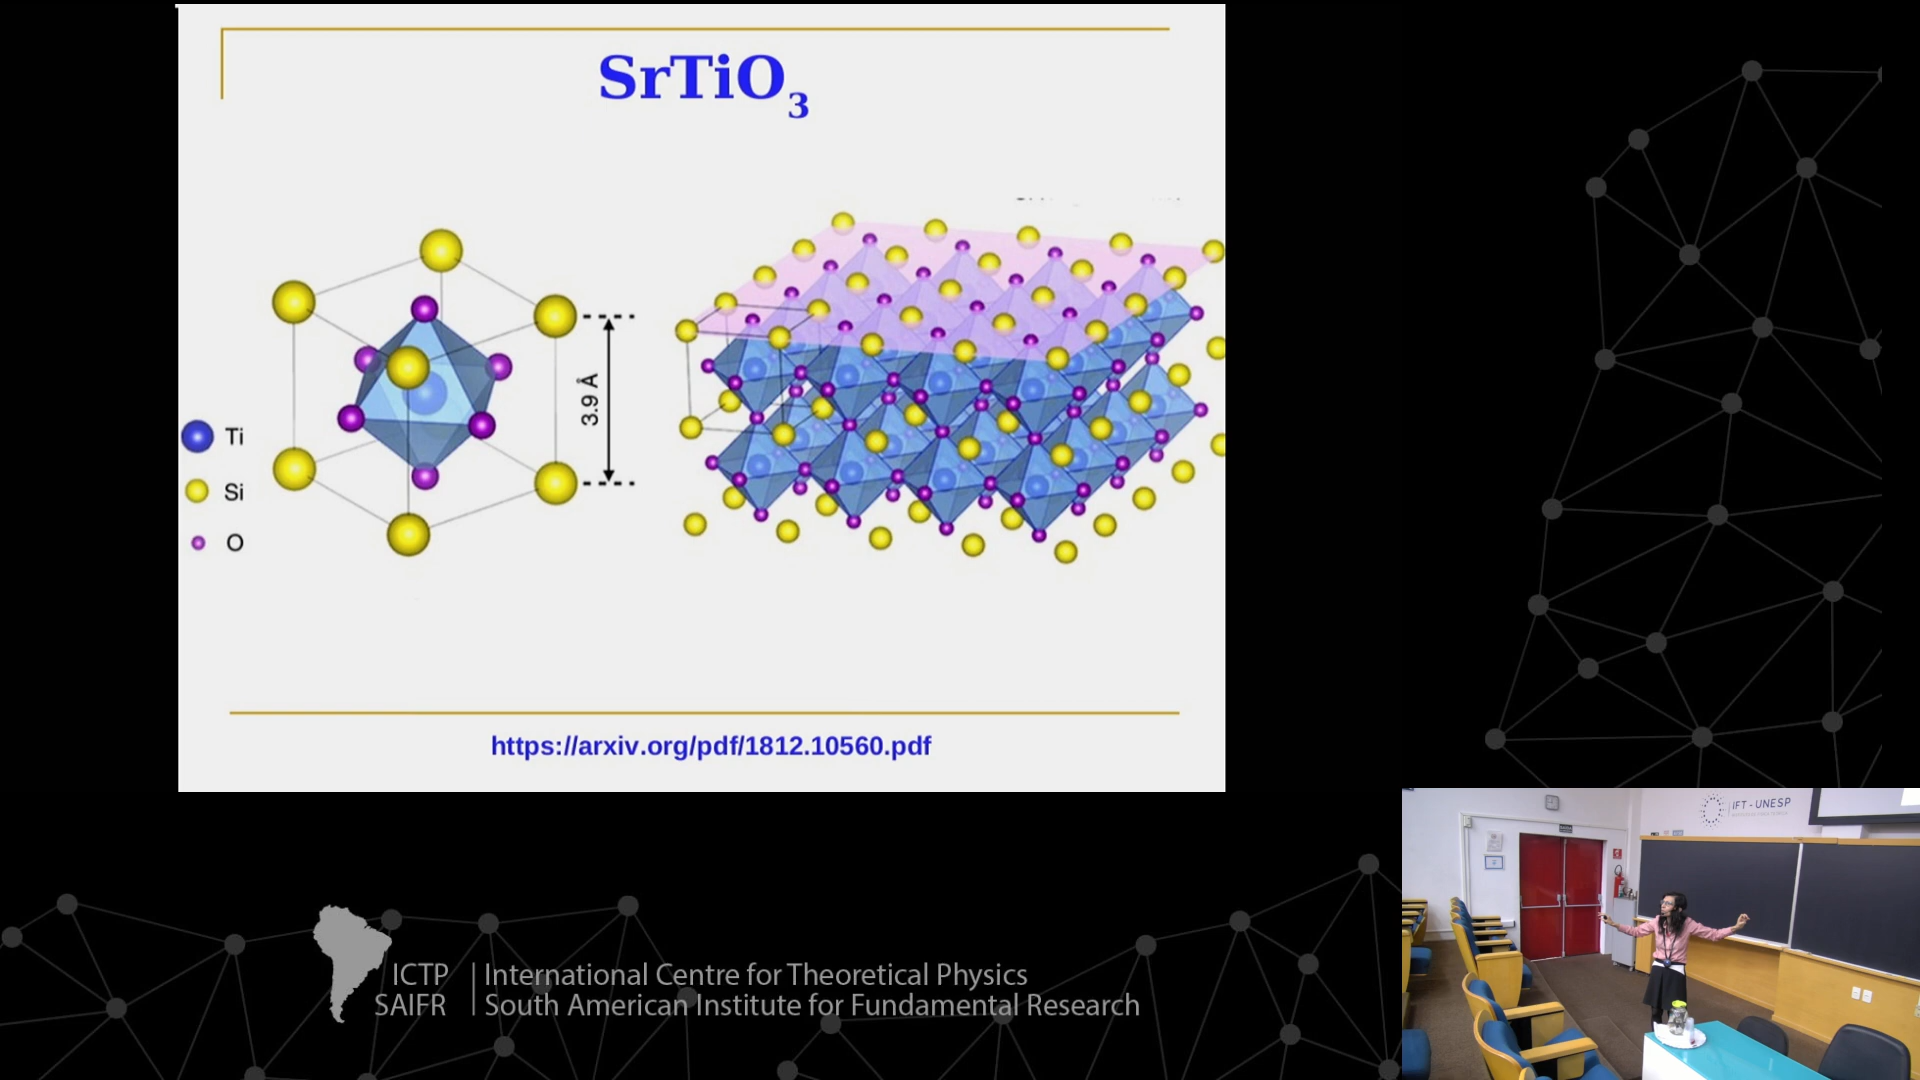 SrTiO3
3.9 Å
Ti
Si
O
https://arxiv.org/pdf/1812.10560.pdf
IFT - UNESP
ICTP
SAIFR
International Centre for Theoretical Physics
South American Institute for Fundamental Research